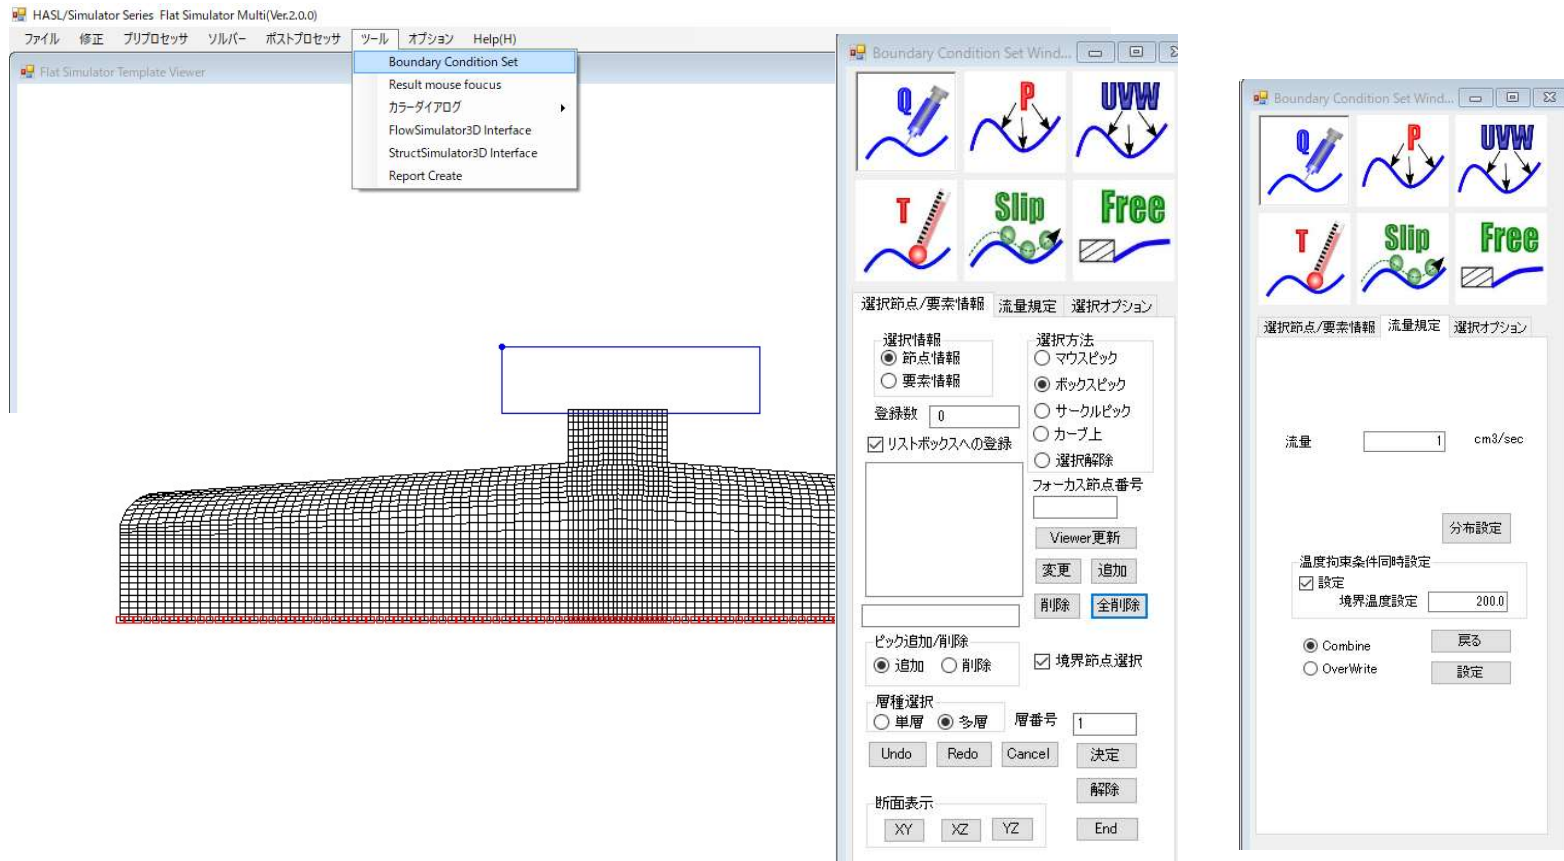 HASL/Simulator Series Flat Simulator Multi(Ver.2.0.0)
ファイル 修正 プリプロセッサ ソルバー ポストプロセッサ ツール オプション Help(H)
Flat Simulator Template Viewer
Boundary Condition Set
Result mouse foucus
カラーダイアログ
FlowSimulator3D Interface
StructSimulator3D Interface
Report Create
Boundary Condition Set Wind...
Q P UVW
T Slip Free
選択節点/要素情報 流量規定 選択オプション
選択情報
節点情報
要素情報
選択方法
マウスピック
ボックスピック
サークルピック
カーブ上
選択解除
登録数 0
リストボックスへの登録
フォーカス節点番号
Viewer更新
変更 追加
削除 全削除
ピック追加/削除
追加 削除
境界節点選択
層種選択
単層 多層
層番号 1
Undo Redo Cancel 決定
解除
断面表示
XY XZ YZ End
Boundary Condition Set Wind...
Q P UVW
T Slip Free
選択節点/要素情報 流量規定 選択オプション
流量 1 cm3/sec
分布設定
温度拘束条件同時設定
設定
境界温度設定 200.0
Combine 戻る
OverWrite 設定